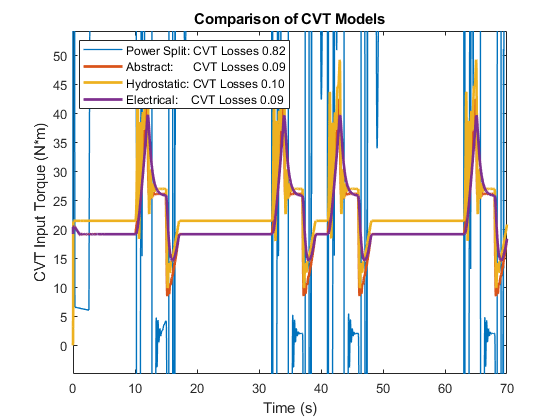 Comparison of CVT Models
Power Split: CVT Losses 0.82
Abstract: CVT Losses 0.09
Hydrostatic: CVT Losses 0.10
Electrical: CVT Losses 0.09
CVT Input Torque (N*m)
50
45
40
35
30
25
20
15
10
5
0
0 10 20 30 40 50 60 70
Time (s)